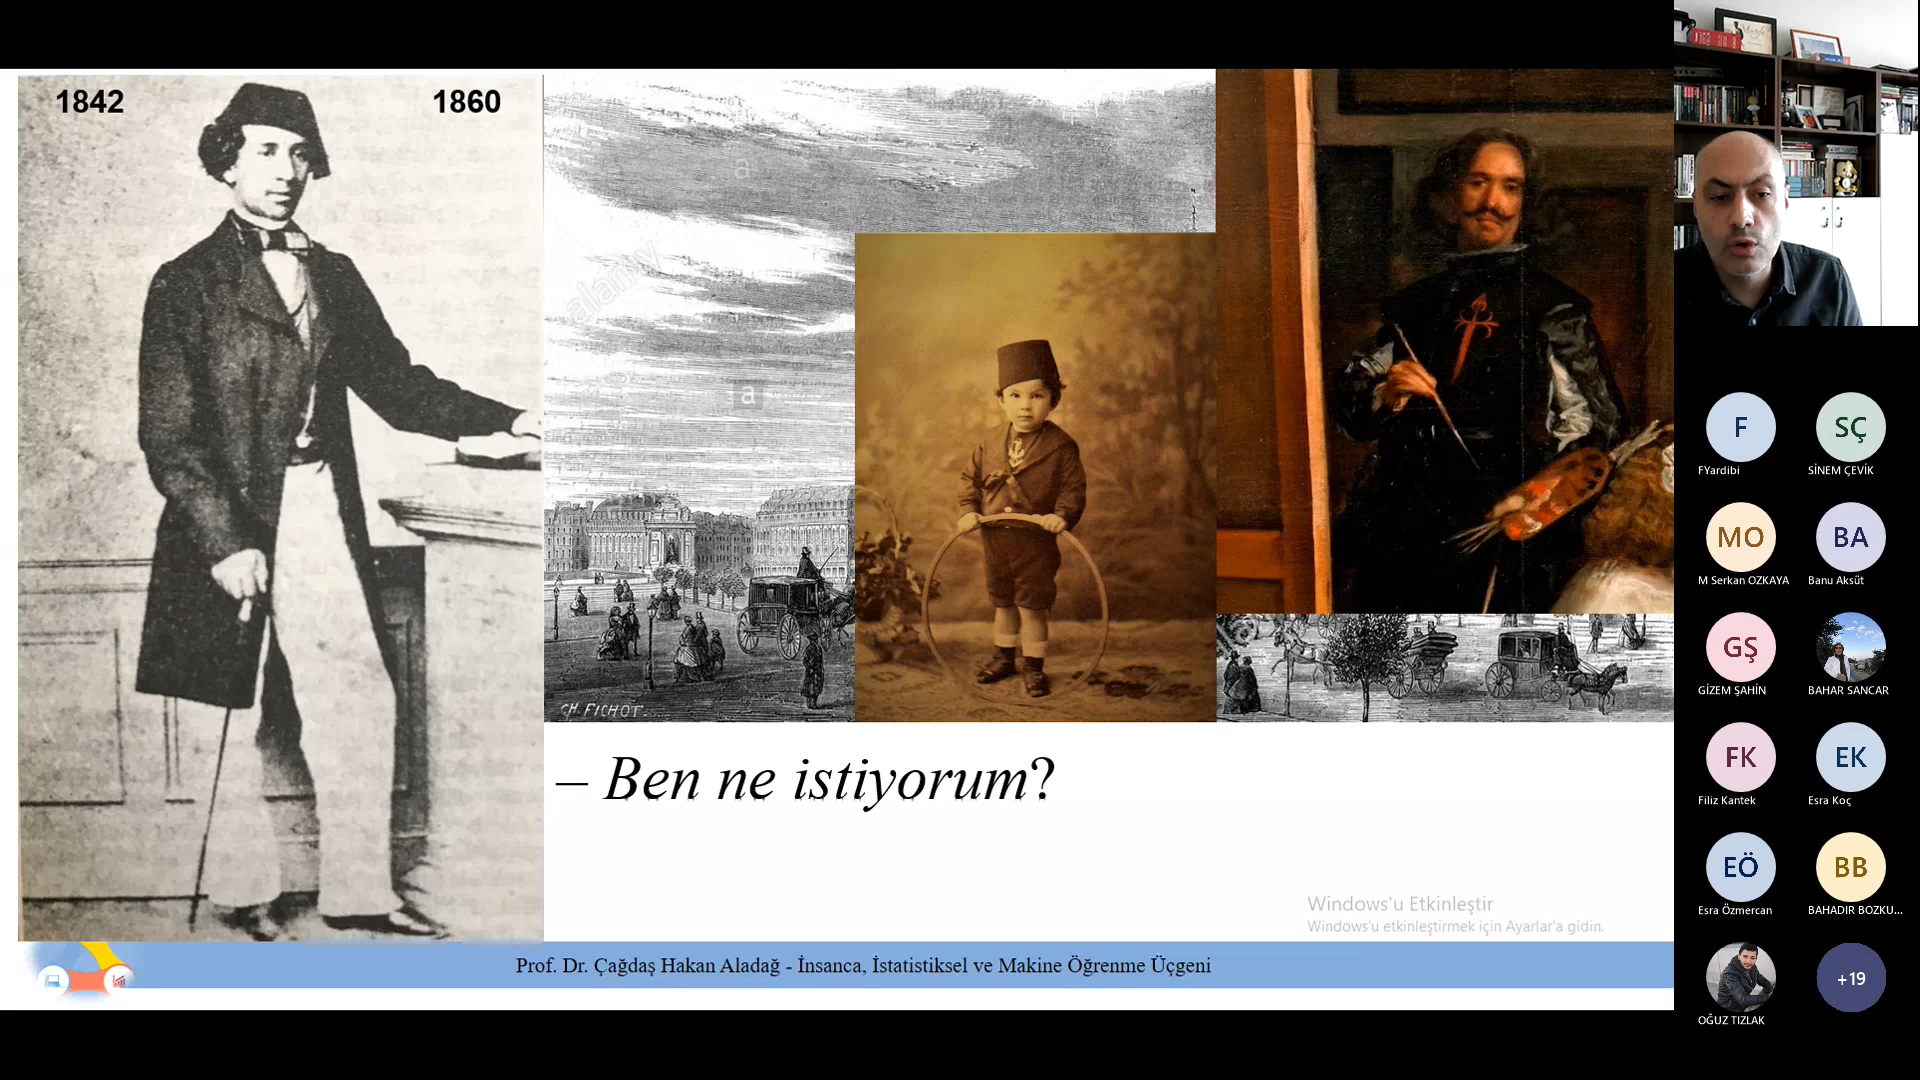 1842
1860
a
alamy
a
CH. FICHOT
– Ben ne istiyorum?
Windows'u Etkinleştir
Windows'u etkinleştirmek için Ayarlar'a gidin.
Prof. Dr. Çağdaş Hakan Aladağ - İnsanca, İstatistiksel ve Makine Öğrenme Üçgeni
F
SÇ
FYardibi
SİNEM ÇEVİK
MO
BA
M Serkan OZKAYA
Banu Aksüt
GŞ
GİZEM ŞAHİN
BAHAR SANCAR
FK
EK
Filiz Kantek
Esra Koç
EÖ
BB
Esra Özmercan
BAHADIR BOZKU...
+19
OĞUZ TIZLAK